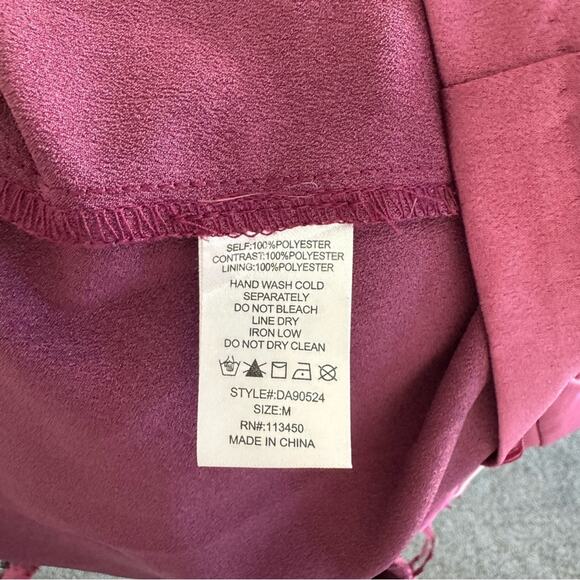 SELF:100%POLYESTER
CONTRAST:100%POLYESTER
LINING:100%POLYESTER
HAND WASH COLD
SEPARATELY
DO NOT BLEACH
LINE DRY
IRON LOW
DO NOT DRY CLEAN
STYLE#:DA90524
SIZE:M
RN#:113450
MADE IN CHINA